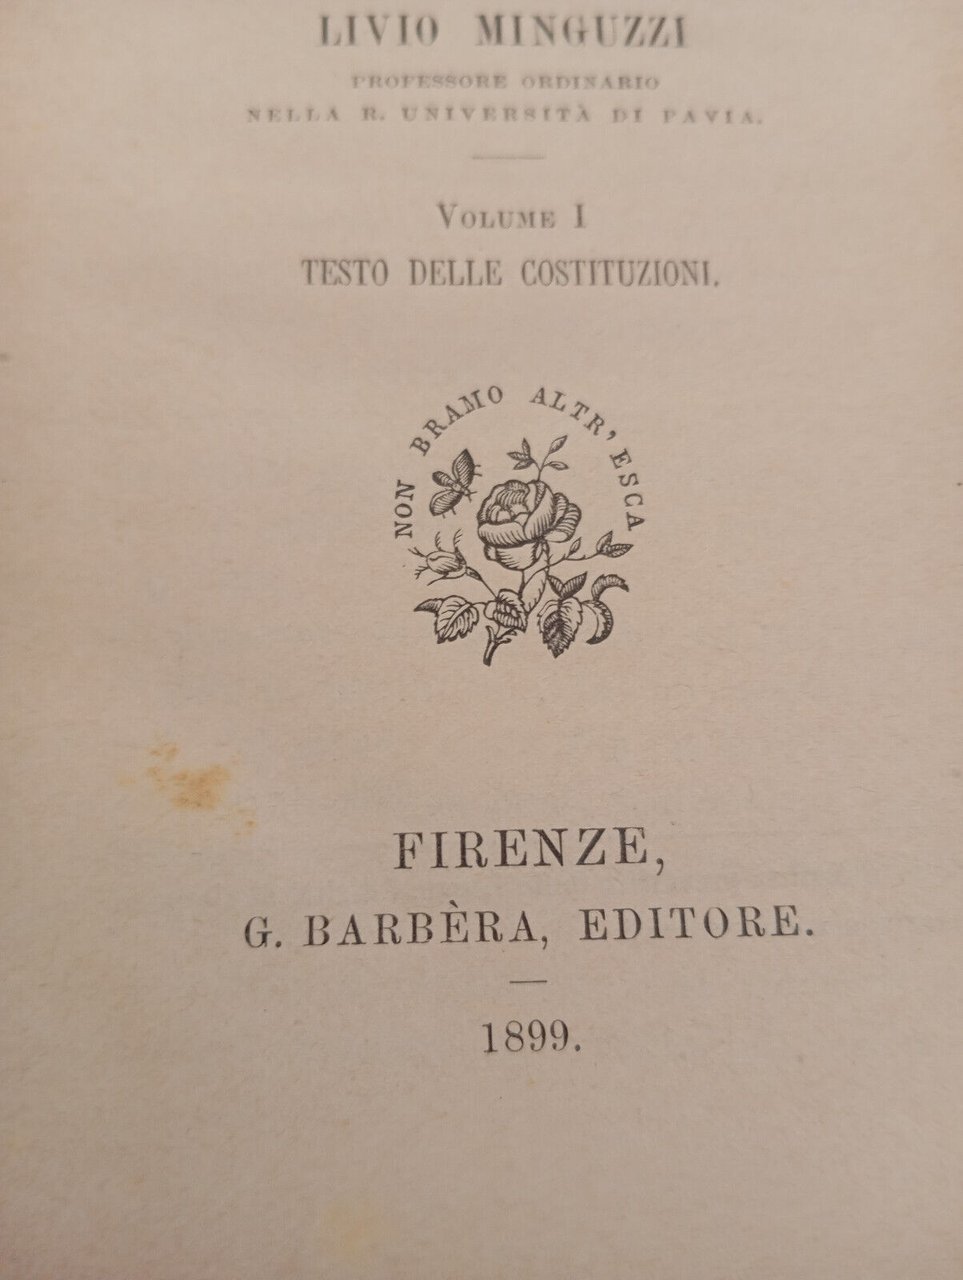 LIVIO MINGUZZI
PROFESSORE ORDINARIO
NELLA R. UNIVERSITÀ DI PAVIA.
VOLUME I
TESTO DELLE COSTITUZIONI.
NON BRAMO ALTR' ESCA
FIRENZE,
G. BARBÈRA, EDITORE.
1899.